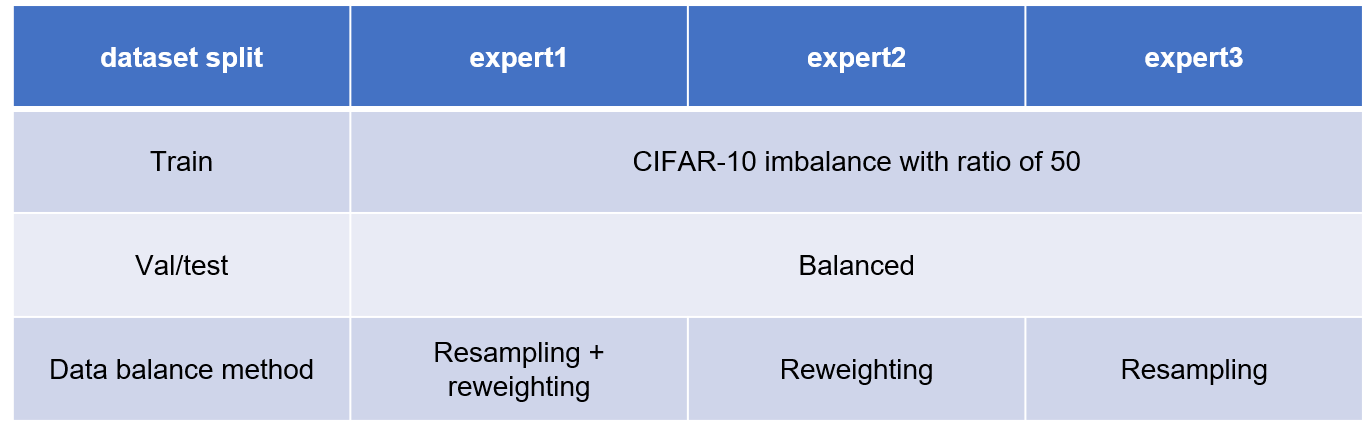 dataset split
expert1
expert2
expert3
Train
CIFAR-10 imbalance with ratio of 50
Val/test
Balanced
Data balance method
Resampling +
reweighting
Reweighting
Resampling